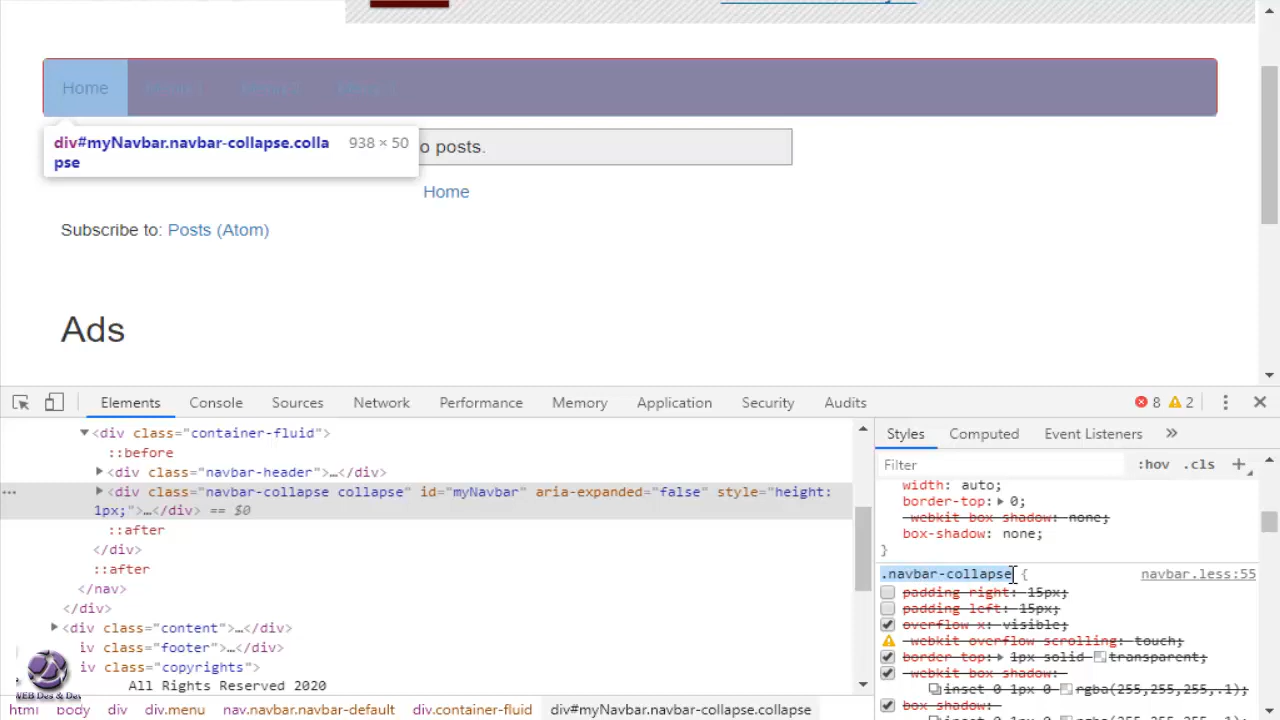 Home
div#myNavbar.navbar-collapse.colla
pse
938 × 50
o posts.
Home
Subscribe to: Posts (Atom)
Ads
Elements Console Sources Network Performance Memory Application Security Audits 8 2
<div class="container-fluid">
::before
<div class="navbar-header">…</div>
<div class="navbar-collapse collapse" id="myNavbar" aria-expanded="false" style="height:
1px;">…</div> == $0
::after
</div>
::after
</nav>
</div>
<div class="content">…</div>
iv class="footer">…</div>
iv class="copyrights">
All Rights Reserved 2020
WEB Des & Dev
html body div div.menu nav.navbar.navbar-default div.container-fluid div#myNavbar.navbar-collapse.collapse
Styles Computed Event Listeners »
Filter :hov .cls +
width: auto;
border-top: 0;
-webkit-box-shadow: none;
box-shadow: none;
}
.navbar-collapse { navbar.less:55
padding-right: 15px;
padding-left: 15px;
overflow-x: visible;
-webkit-overflow-scrolling: touch;
border-top: 1px solid transparent;
-webkit-box-shadow:
inset 0 1px 0 rgba(255,255,255,.1);
box-shadow: